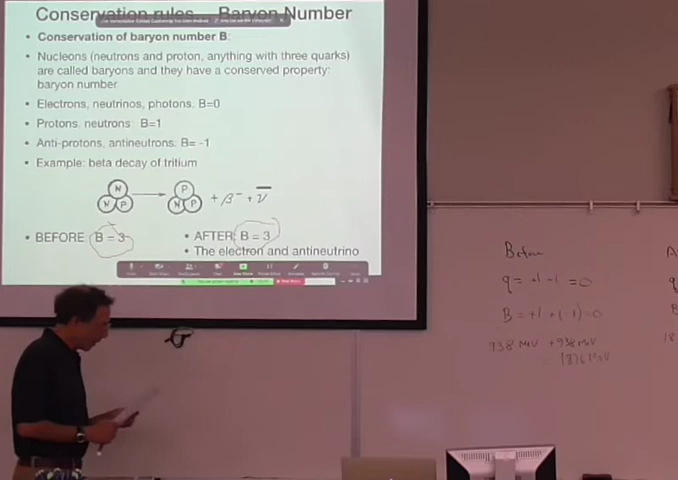 Conservation rules - Baryon Number
• Conservation of baryon number B:
• Nucleons (neutrons and proton, anything with three quarks)
are called baryons and they have a conserved property:
baryon number
• Electrons, neutrinos, photons. B=0
• Protons, neutrons: B=1
• Anti-protons, antineutrons. B= -1
• Example: beta decay of tritium
N N P → P N P + β⁻ + ν̅
• BEFORE B = 3
• AFTER B = 3
• The electron and antineutrino
Before
q = +1 -1 = 0
B = +1 + (-1) = 0
938 MeV + 938 MeV
= 1876 MeV
A
q
B
18